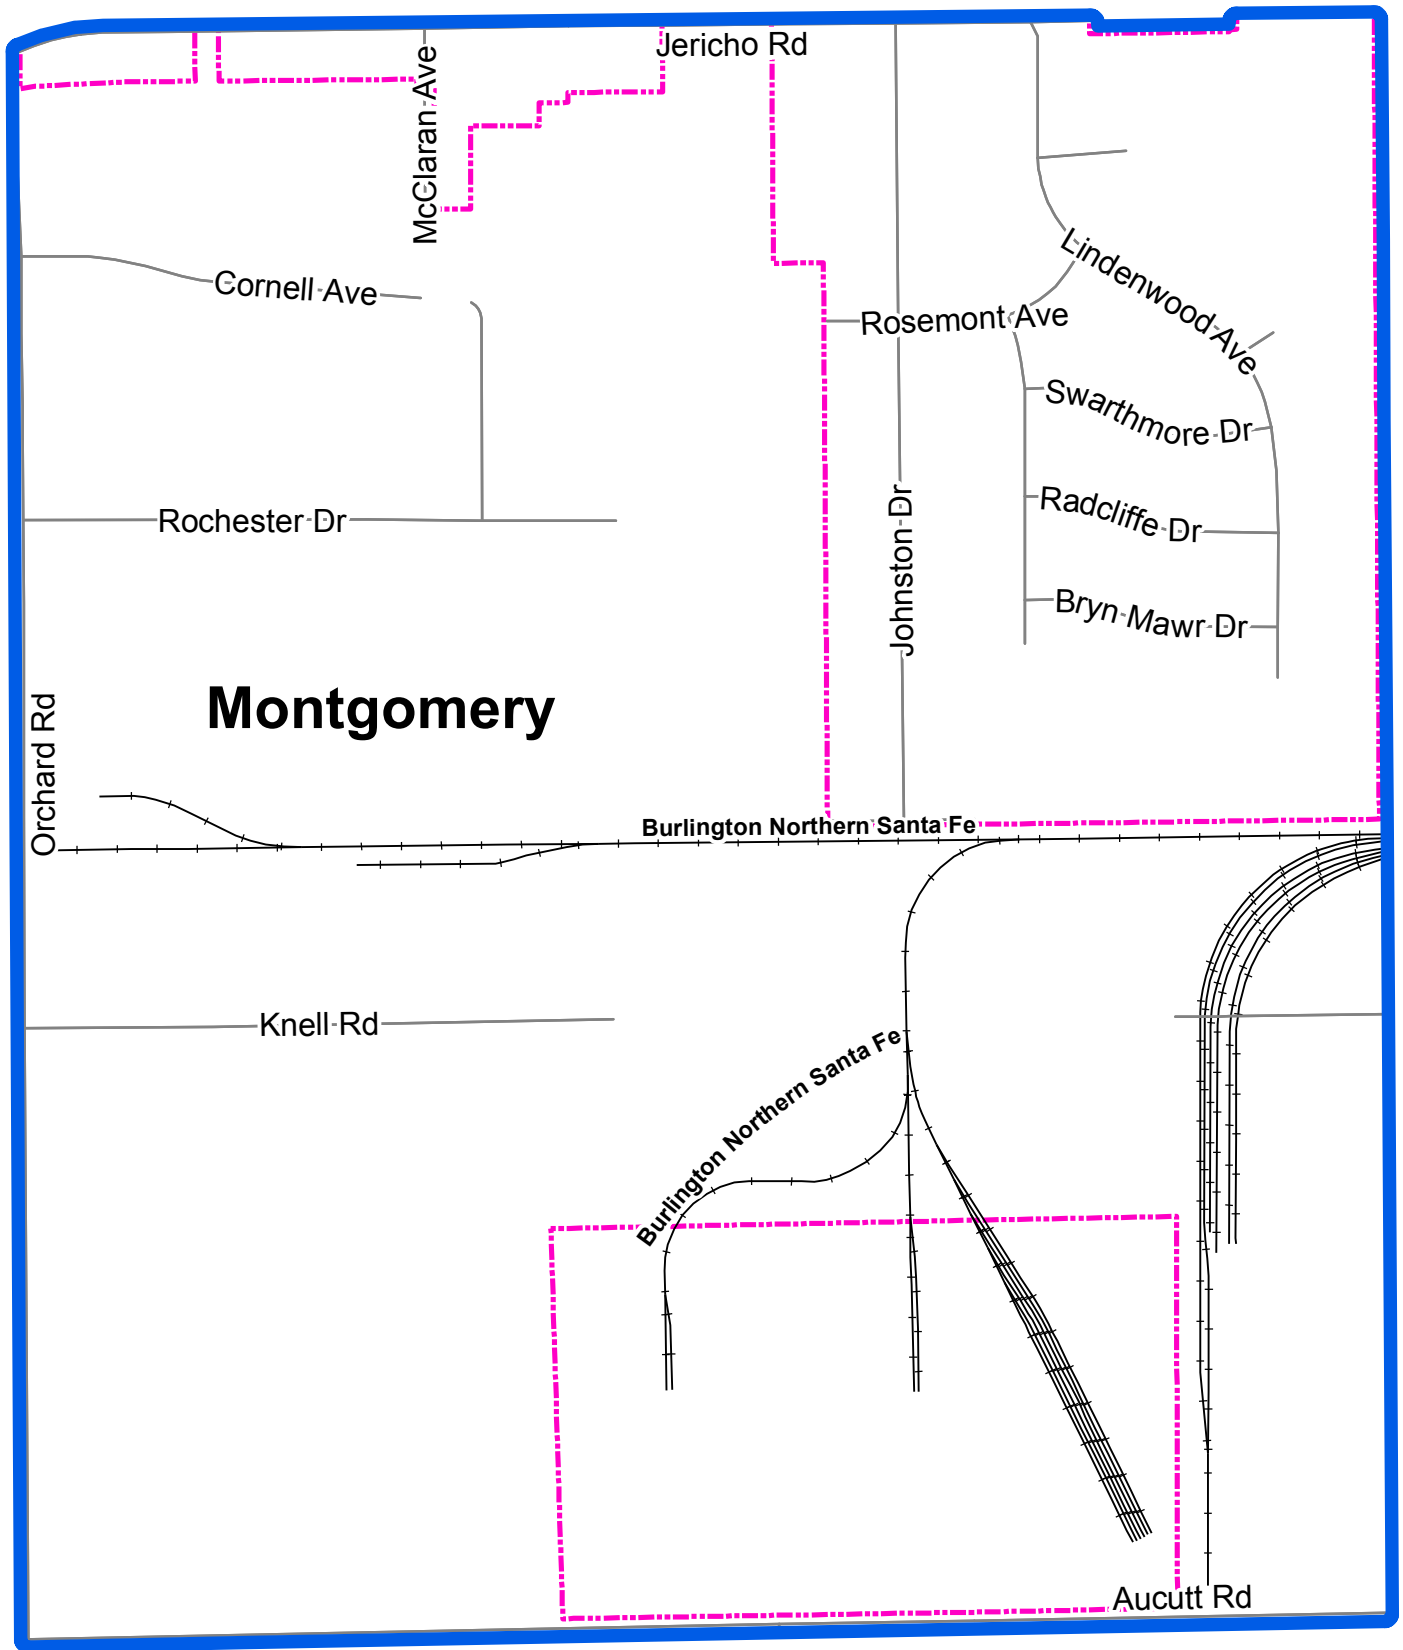 Jericho Rd
McClaran Ave
Lindenwood Ave
Cornell Ave
Rosemont Ave
Swarthmore Dr
Radcliffe Dr
Rochester Dr
Johnston Dr
Bryn Mawr Dr
Montgomery
Orchard Rd
Burlington Northern Santa Fe
Knell Rd
Burlington Northern Santa Fe
Aucutt Rd